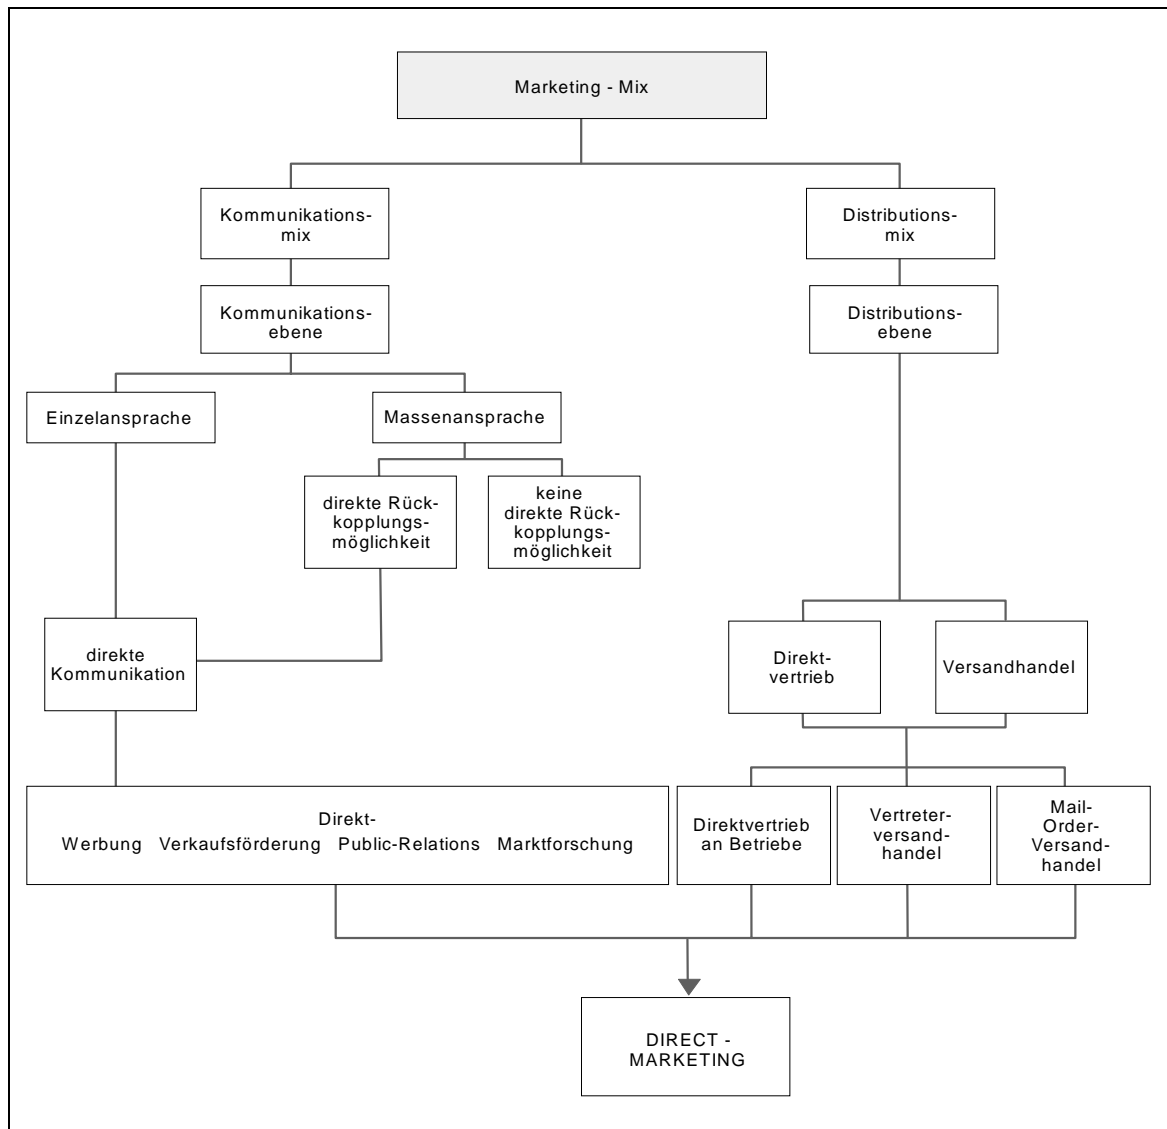 Marketing - Mix
Kommunikations-
mix
Distributions-
mix
Kommunikations-
ebene
Distributions-
ebene
Einzelansprache
Massenansprache
direkte Rück-
kopplungs-
möglichkeit
keine
direkte Rück-
kopplungs-
möglichkeit
direkte
Kommunikation
Direkt-
vertrieb
Versandhandel
Direkt-
Werbung Verkaufsförderung Public-Relations Marktforschung
Direktvertrieb
an Betriebe
Vertreter-
versand-
handel
Mail-
Order-
Versand-
handel
DIRECT -
MARKETING